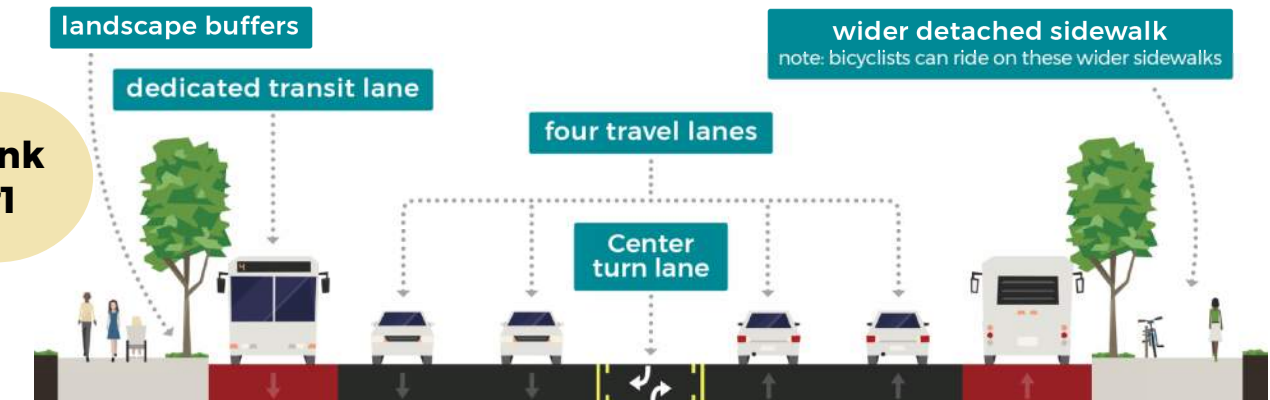 landscape buffers
dedicated transit lane
four travel lanes
Center
turn lane
wider detached sidewalk
note: bicyclists can ride on these wider sidewalks
4